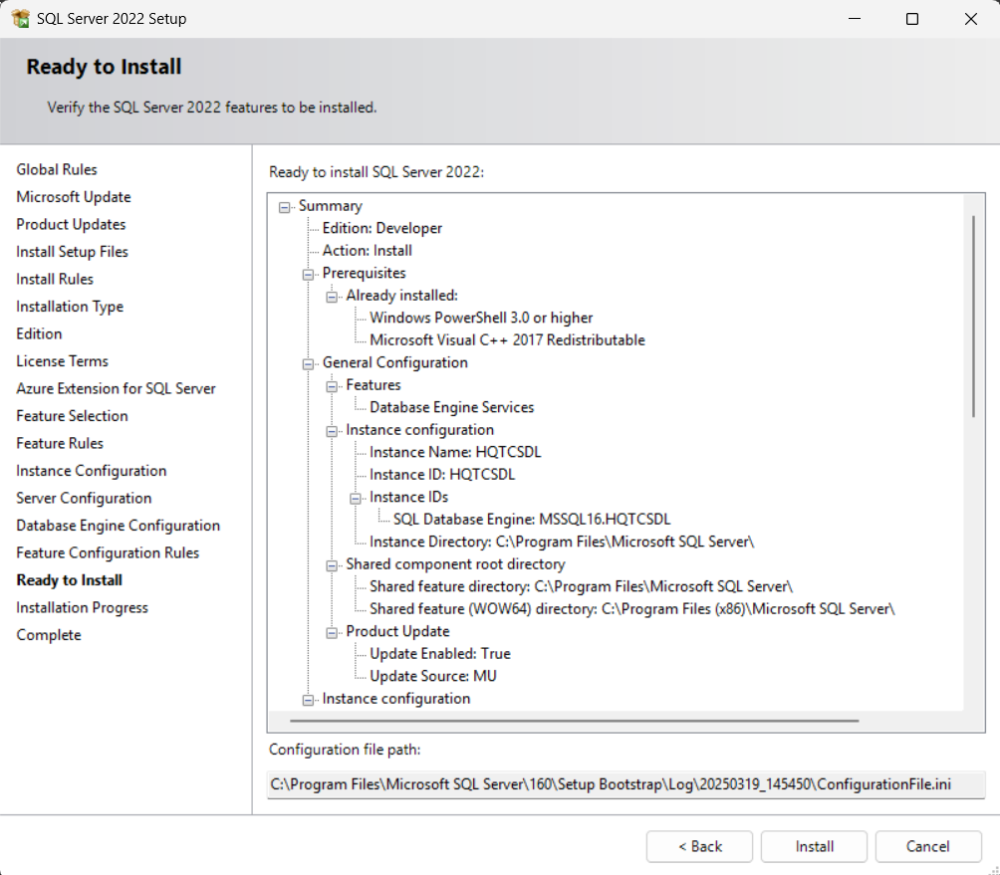 SQL Server 2022 Setup
Ready to Install
Verify the SQL Server 2022 features to be installed.
Global Rules
Microsoft Update
Product Updates
Install Setup Files
Install Rules
Installation Type
Edition
License Terms
Azure Extension for SQL Server
Feature Selection
Feature Rules
Instance Configuration
Server Configuration
Database Engine Configuration
Feature Configuration Rules
Ready to Install
Installation Progress
Complete
Ready to install SQL Server 2022:
Summary
Edition: Developer
Action: Install
Prerequisites
Already installed:
Windows PowerShell 3.0 or higher
Microsoft Visual C++ 2017 Redistributable
General Configuration
Features
Database Engine Services
Instance configuration
Instance Name: HQTCSDL
Instance ID: HQTCSDL
Instance IDs
SQL Database Engine: MSSQL16.HQTCSDL
Instance Directory: C:\Program Files\Microsoft SQL Server\
Shared component root directory
Shared feature directory: C:\Program Files\Microsoft SQL Server\
Shared feature (WOW64) directory: C:\Program Files (x86)\Microsoft SQL Server\
Product Update
Update Enabled: True
Update Source: MU
Instance configuration
Configuration file path:
C:\Program Files\Microsoft SQL Server\160\Setup Bootstrap\Log\20250319_145450\ConfigurationFile.ini
< Back
Install
Cancel